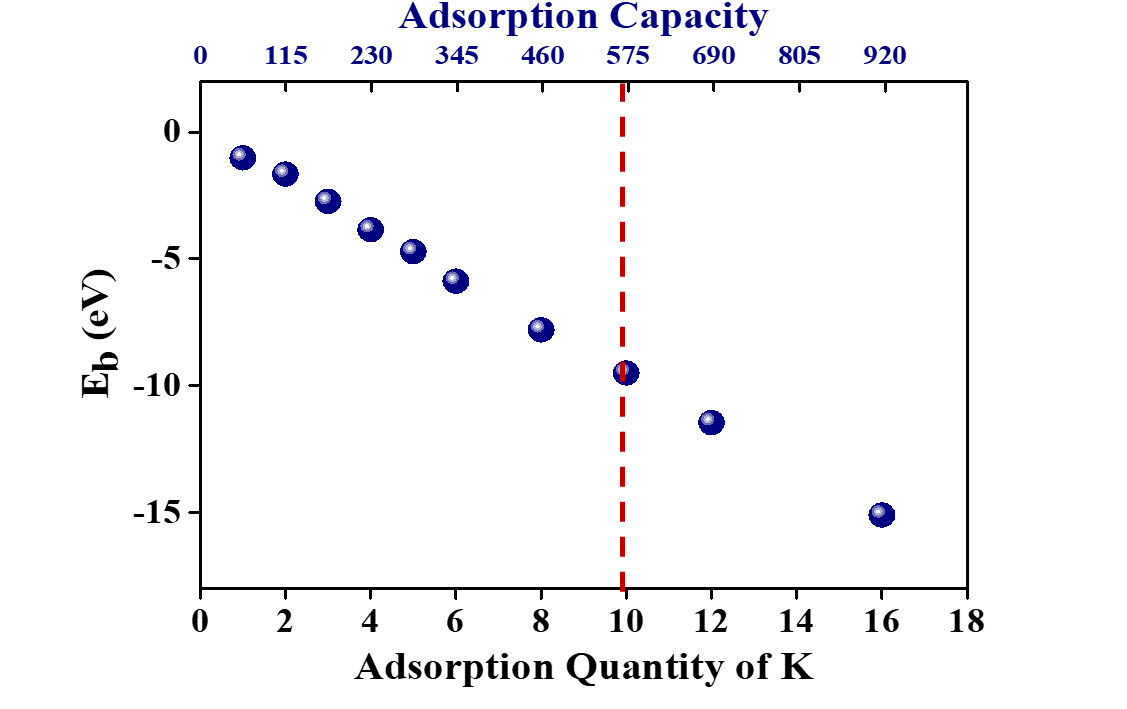 Adsorption Capacity
0 115 230 345 460 575 690 805 920
0
-5
-10
-15
Eb (eV)
0 2 4 6 8 10 12 14 16 18
Adsorption Quantity of K